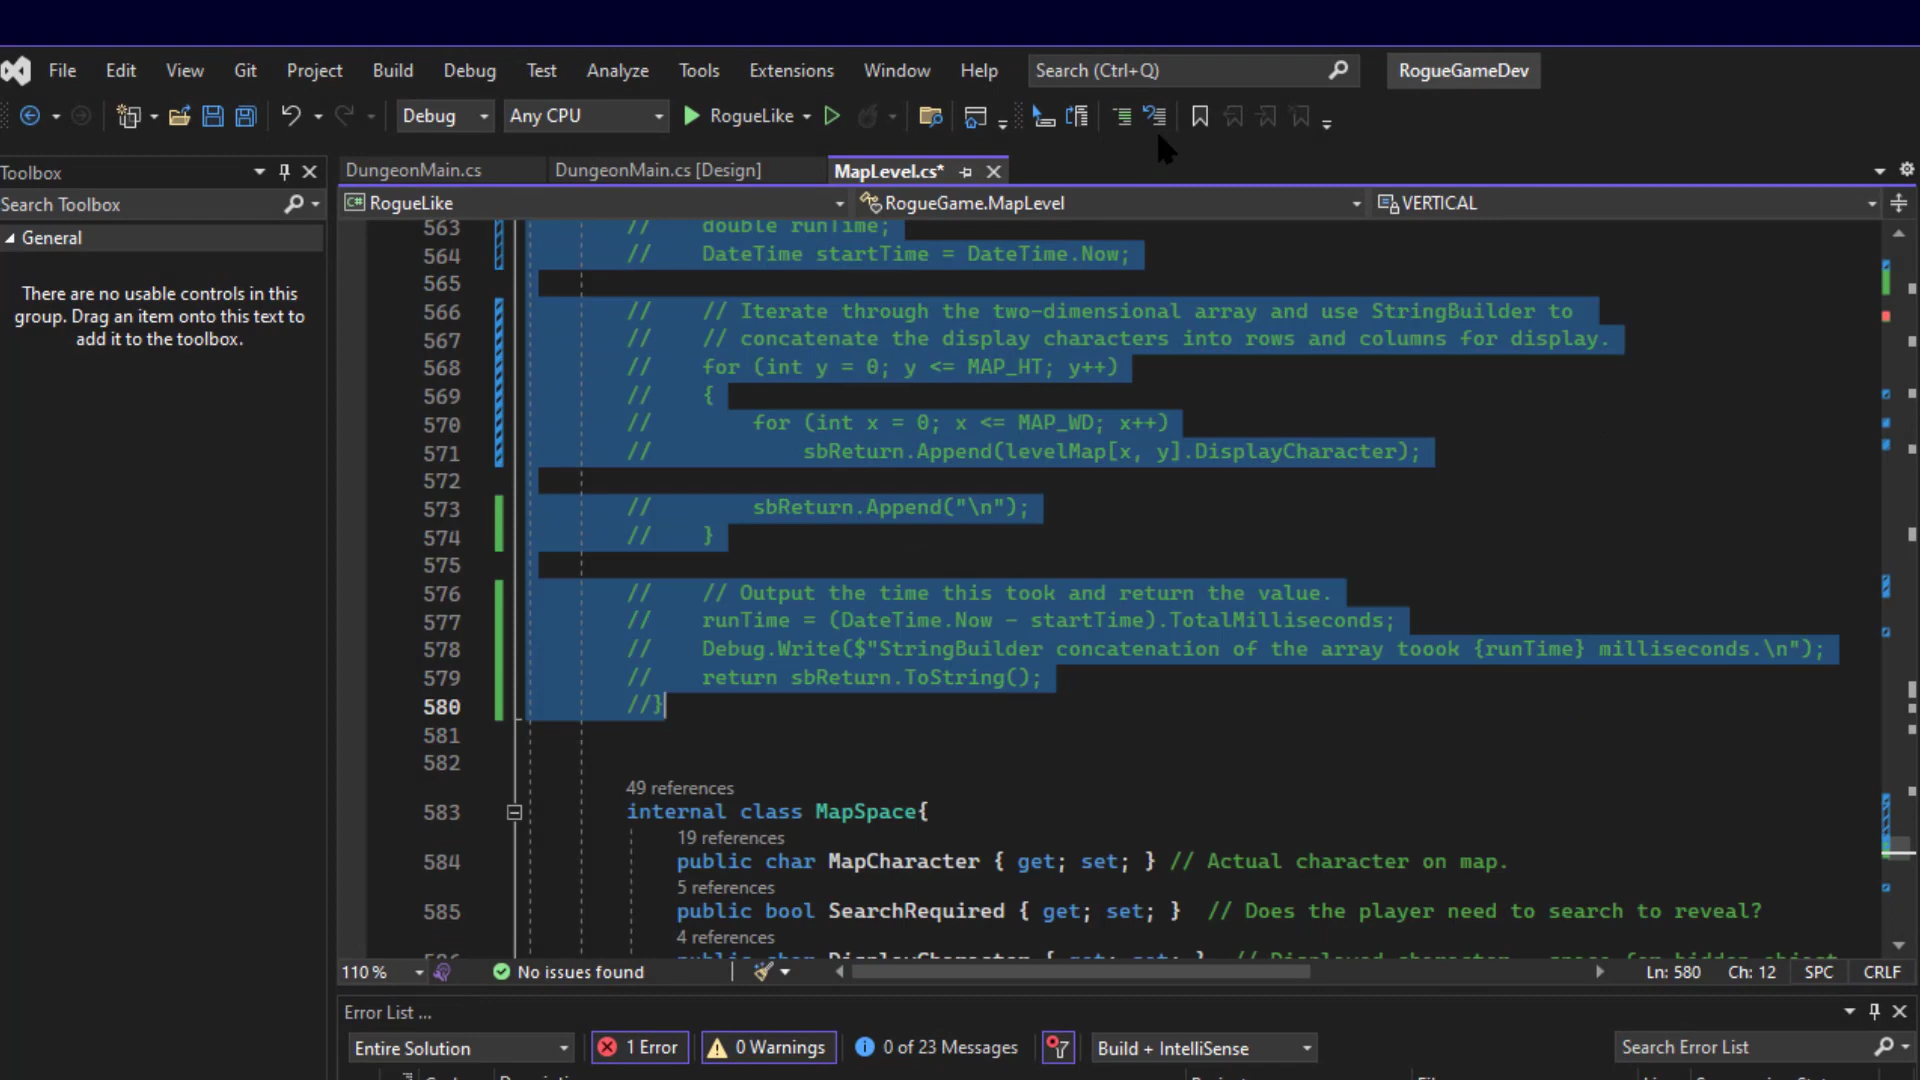 File Edit View Git Project Build Debug Test Analyze Tools Extensions Window Help Search (Ctrl+Q) RogueGameDev
Debug Any CPU RogueLike
Toolbox
DungeonMain.cs DungeonMain.cs [Design] MapLevel.cs*
Search Toolbox
RogueLike RogueGame.MapLevel VERTICAL
General
There are no usable controls in this
group. Drag an item onto this text to
add it to the toolbox.
563 // double runTime;
564 // DateTime startTime = DateTime.Now;
565
566 // // Iterate through the two-dimensional array and use StringBuilder to
567 // // concatenate the display characters into rows and columns for display.
568 // for (int y = 0; y <= MAP_HT; y++)
569 // {
570 // for (int x = 0; x <= MAP_WD; x++)
571 // sbReturn.Append(levelMap[x, y].DisplayCharacter);
572
573 // sbReturn.Append("\n");
574 // }
575
576 // // Output the time this took and return the value.
577 // runTime = (DateTime.Now - startTime).TotalMilliseconds;
578 // Debug.Write($"StringBuilder concatenation of the array toook {runTime} milliseconds.\n");
579 // return sbReturn.ToString();
580 //}
581
582
49 references
583 internal class MapSpace{
19 references
584 public char MapCharacter { get; set; } // Actual character on map.
5 references
585 public bool SearchRequired { get; set; } // Does the player need to search to reveal?
4 references
110 % No issues found Ln: 580 Ch: 12 SPC CRLF
Error List ...
Entire Solution 1 Error 0 Warnings 0 of 23 Messages Build + IntelliSense Search Error List